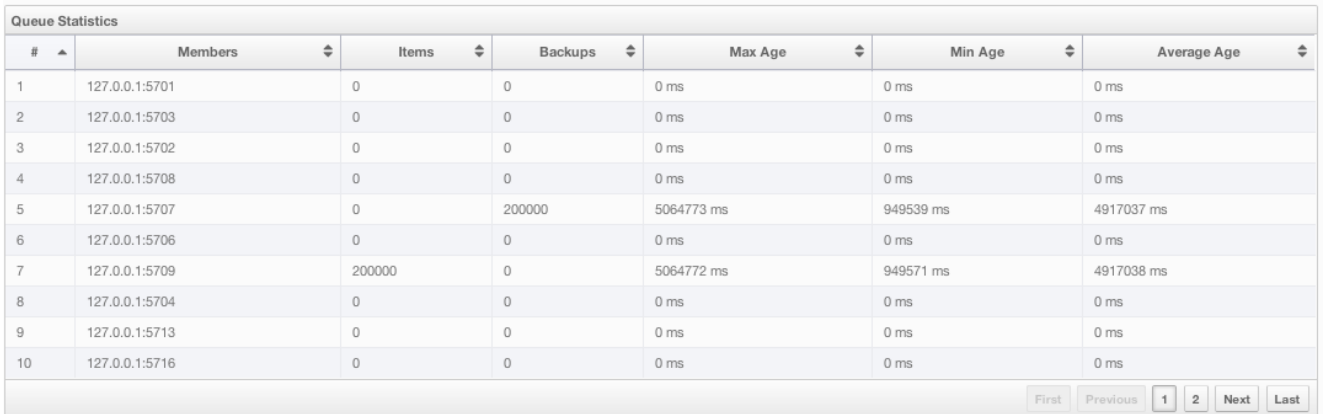 Queue Statistics
# Members Items Backups Max Age Min Age Average Age
1 127.0.0.1:5701 0 0 0 ms 0 ms 0 ms
2 127.0.0.1:5703 0 0 0 ms 0 ms 0 ms
3 127.0.0.1:5702 0 0 0 ms 0 ms 0 ms
4 127.0.0.1:5708 0 0 0 ms 0 ms 0 ms
5 127.0.0.1:5707 0 200000 5064773 ms 949539 ms 4917037 ms
6 127.0.0.1:5706 0 0 0 ms 0 ms 0 ms
7 127.0.0.1:5709 200000 0 5064772 ms 949571 ms 4917038 ms
8 127.0.0.1:5704 0 0 0 ms 0 ms 0 ms
9 127.0.0.1:5713 0 0 0 ms 0 ms 0 ms
10 127.0.0.1:5716 0 0 0 ms 0 ms 0 ms
First Previous 1 2 Next Last